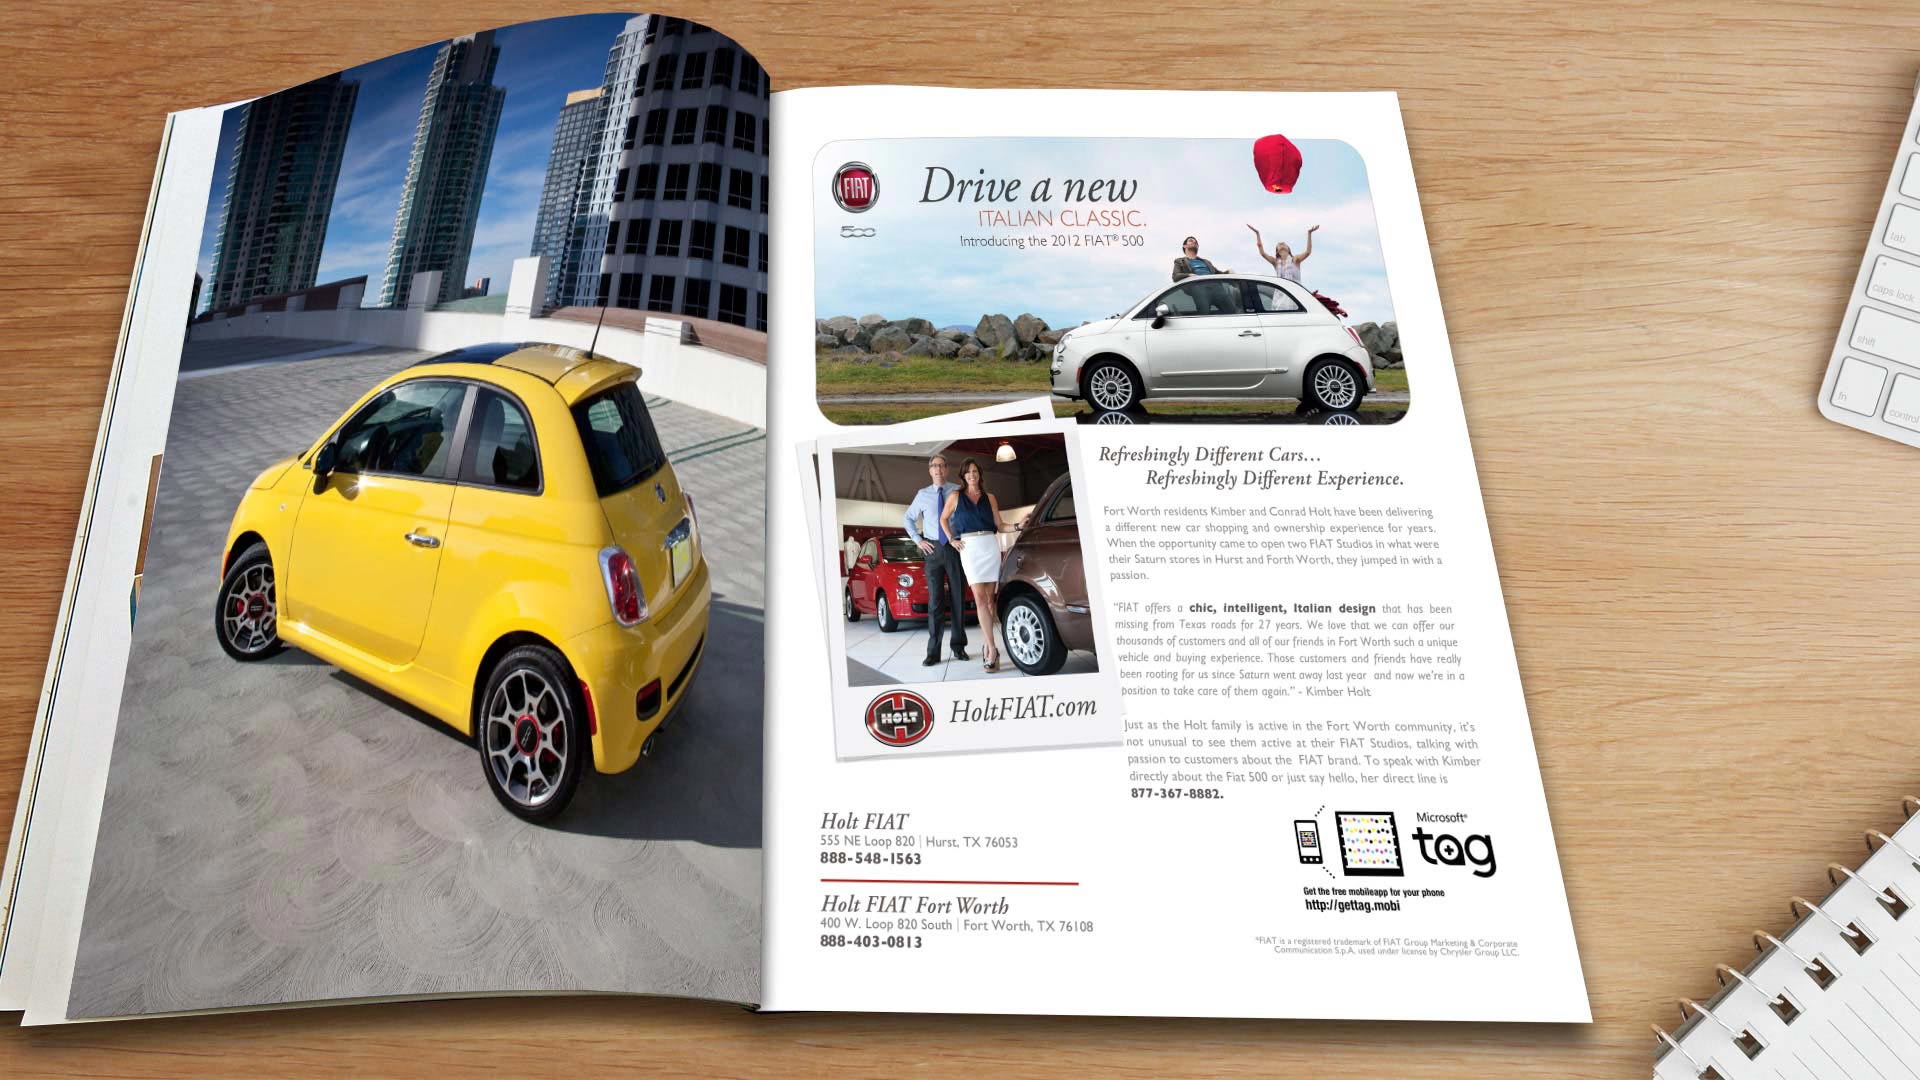 FIAT
500
Drive a new
ITALIAN CLASSIC.
Introducing the 2012 FIAT® 500
Refreshingly Different Cars...
Refreshingly Different Experience.
Fort Worth residents Kimber and Conrad Holt have been delivering
a different new car shopping and ownership experience for years.
When the opportunity came to open two FIAT Studios in what were
their Saturn stores in Hurst and Forth Worth, they jumped in with a
passion.
"FIAT offers a chic, intelligent, Italian design that has been
missing from Texas roads for 27 years. We love that we can offer our
thousands of customers and all of our friends in Fort Worth such a unique
vehicle and buying experience. Those customers and friends have really
been rooting for us since Saturn went away last year and now we're in a
position to take care of them again." - Kimber Holt
Just as the Holt family is active in the Fort Worth community, it's
not unusual to see them active at their FIAT Studios, talking with
passion to customers about the FIAT brand. To speak with Kimber
directly about the Fiat 500 or just say hello, her direct line is
877-367-8882.
HOLT
HoltFIAT.com
Holt FIAT
555 NE Loop 820 | Hurst, TX 76053
888-548-1563
Holt FIAT Fort Worth
400 W. Loop 820 South | Fort Worth, TX 76108
888-403-0813
Microsoft®
tag
Get the free mobileapp for your phone
http://gettag.mobi
*FIAT is a registered trademark of FIAT Group Marketing & Corporate
Communication S.p.A, used under license by Chrysler Group LLC.
tab
caps lock
shift
fn
control